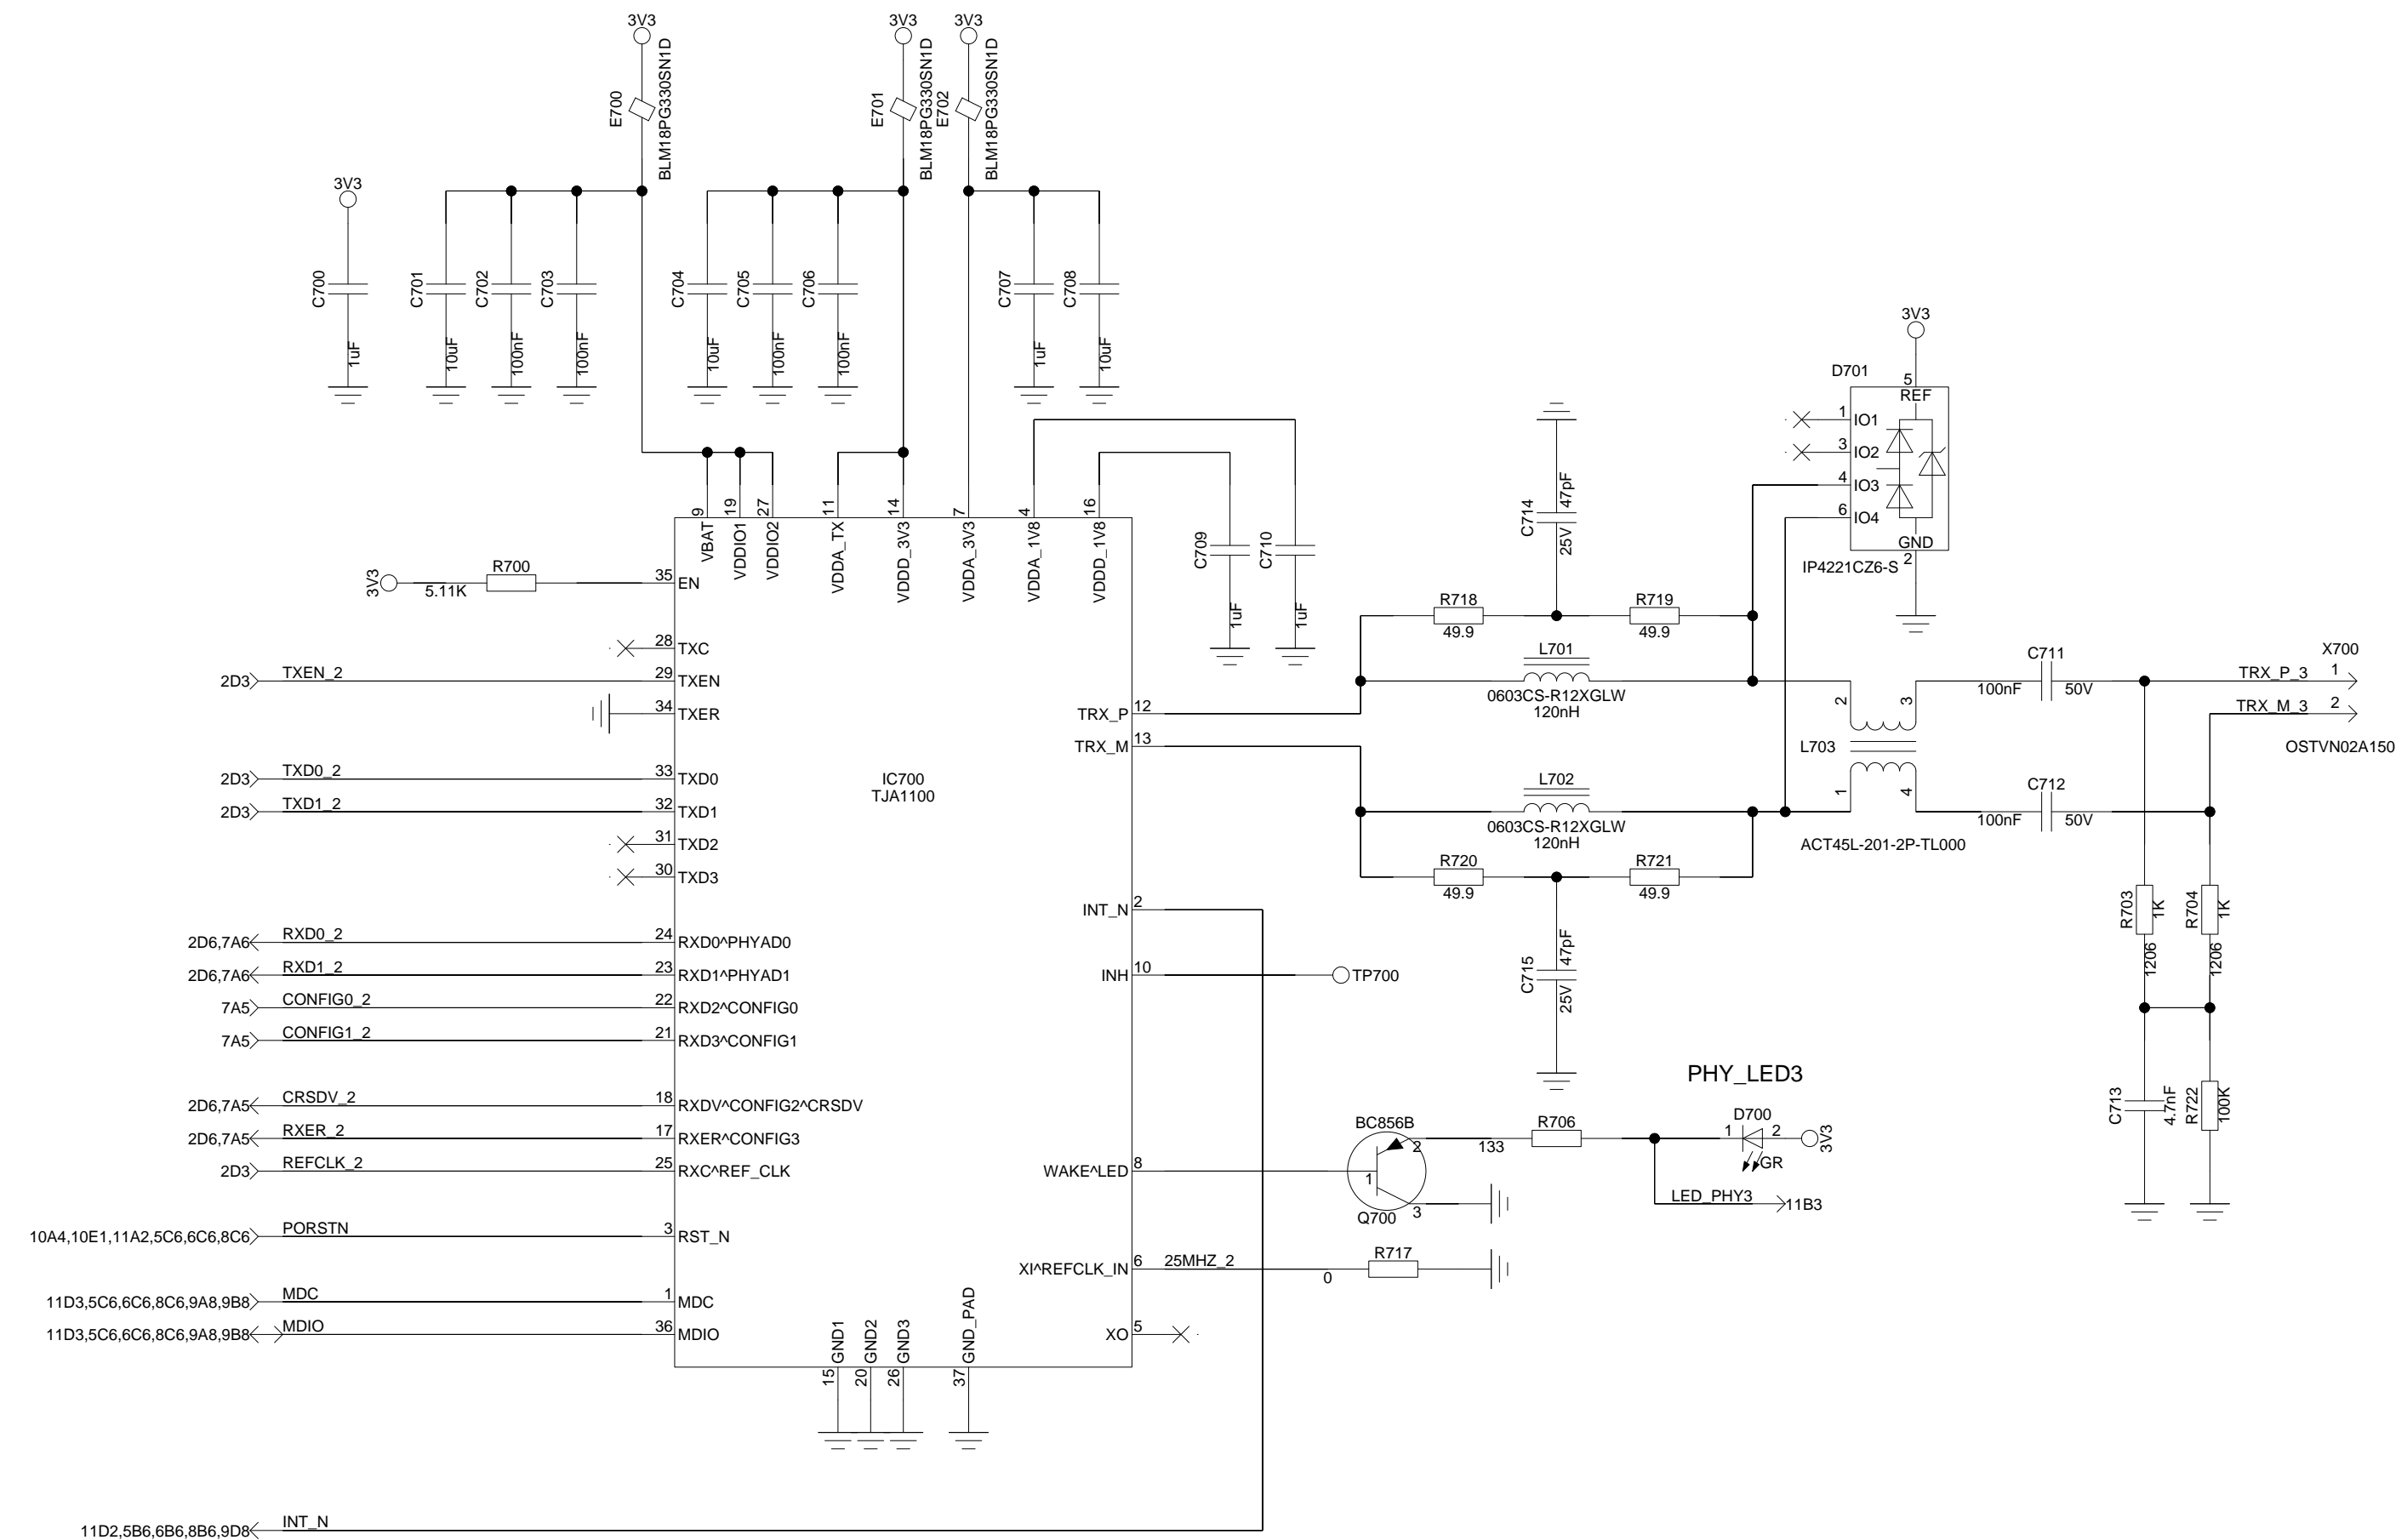 3V3
3V3
3V3
E700
BLM18PG330SN1D
E701
BLM18PG330SN1D
E702
BLM18PG330SN1D
3V3
C700
1uF
C701
10uF
C702
100nF
C703
100nF
C704
10uF
C705
100nF
C706
100nF
C707
1uF
C708
10uF
9
19
27
11
14
7
4
16
VBAT
VDDIO1
VDDIO2
VDDA_TX
VDDD_3V3
VDDA_3V3
VDDA_1V8
VDDD_1V8
C709
1uF
C710
1uF
3V3
5.11K
R700
35
EN
28
TXC
2D3
TXEN_2
29
TXEN
34
TXER
2D3
TXD0_2
33
TXD0
2D3
TXD1_2
32
TXD1
31
TXD2
30
TXD3
2D6,7A6
RXD0_2
24
RXD0^PHYAD0
2D6,7A6
RXD1_2
23
RXD1^PHYAD1
7A5
CONFIG0_2
22
RXD2^CONFIG0
7A5
CONFIG1_2
21
RXD3^CONFIG1
2D6,7A5
CRSDV_2
18
RXDV^CONFIG2^CRSDV
2D6,7A5
RXER_2
17
RXER^CONFIG3
2D3
REFCLK_2
25
RXC^REF_CLK
10A4,10E1,11A2,5C6,6C6,8C6
PORSTN
3
RST_N
11D3,5C6,6C6,8C6,9A8,9B8
MDC
1
MDC
11D3,5C6,6C6,8C6,9A8,9B8
MDIO
36
MDIO
IC700
TJA1100
GND1
GND2
GND3
GND_PAD
15
20
26
37
11D2,5B6,6B6,8B6,9D8
INT_N
TRX_P
12
TRX_M
13
INT_N
2
INH
10
TP700
WAKE^LED
8
XI^REFCLK_IN
6
25MHZ_2
0
R717
XO
5
C714
47pF
25V
R718
49.9
R719
49.9
L701
0603CS-R12XGLW
120nH
L702
0603CS-R12XGLW
120nH
R720
49.9
R721
49.9
C715
47pF
25V
3V3
D701
5
REF
1
IO1
3
IO2
4
IO3
6
IO4
GND
2
IP4221CZ6-S
2
3
L703
1
4
ACT45L-201-2P-TL000
C711
100nF
50V
C712
100nF
50V
X700
TRX_P_3
1
TRX_M_3
2
OSTVN02A150
R703
1K
1206
R704
1K
1206
C713
4.7nF
R722
100K
PHY_LED3
BC856B
2
1
3
Q700
133
R706
D700
1
2
GR
3V3
LED_PHY3
11B3